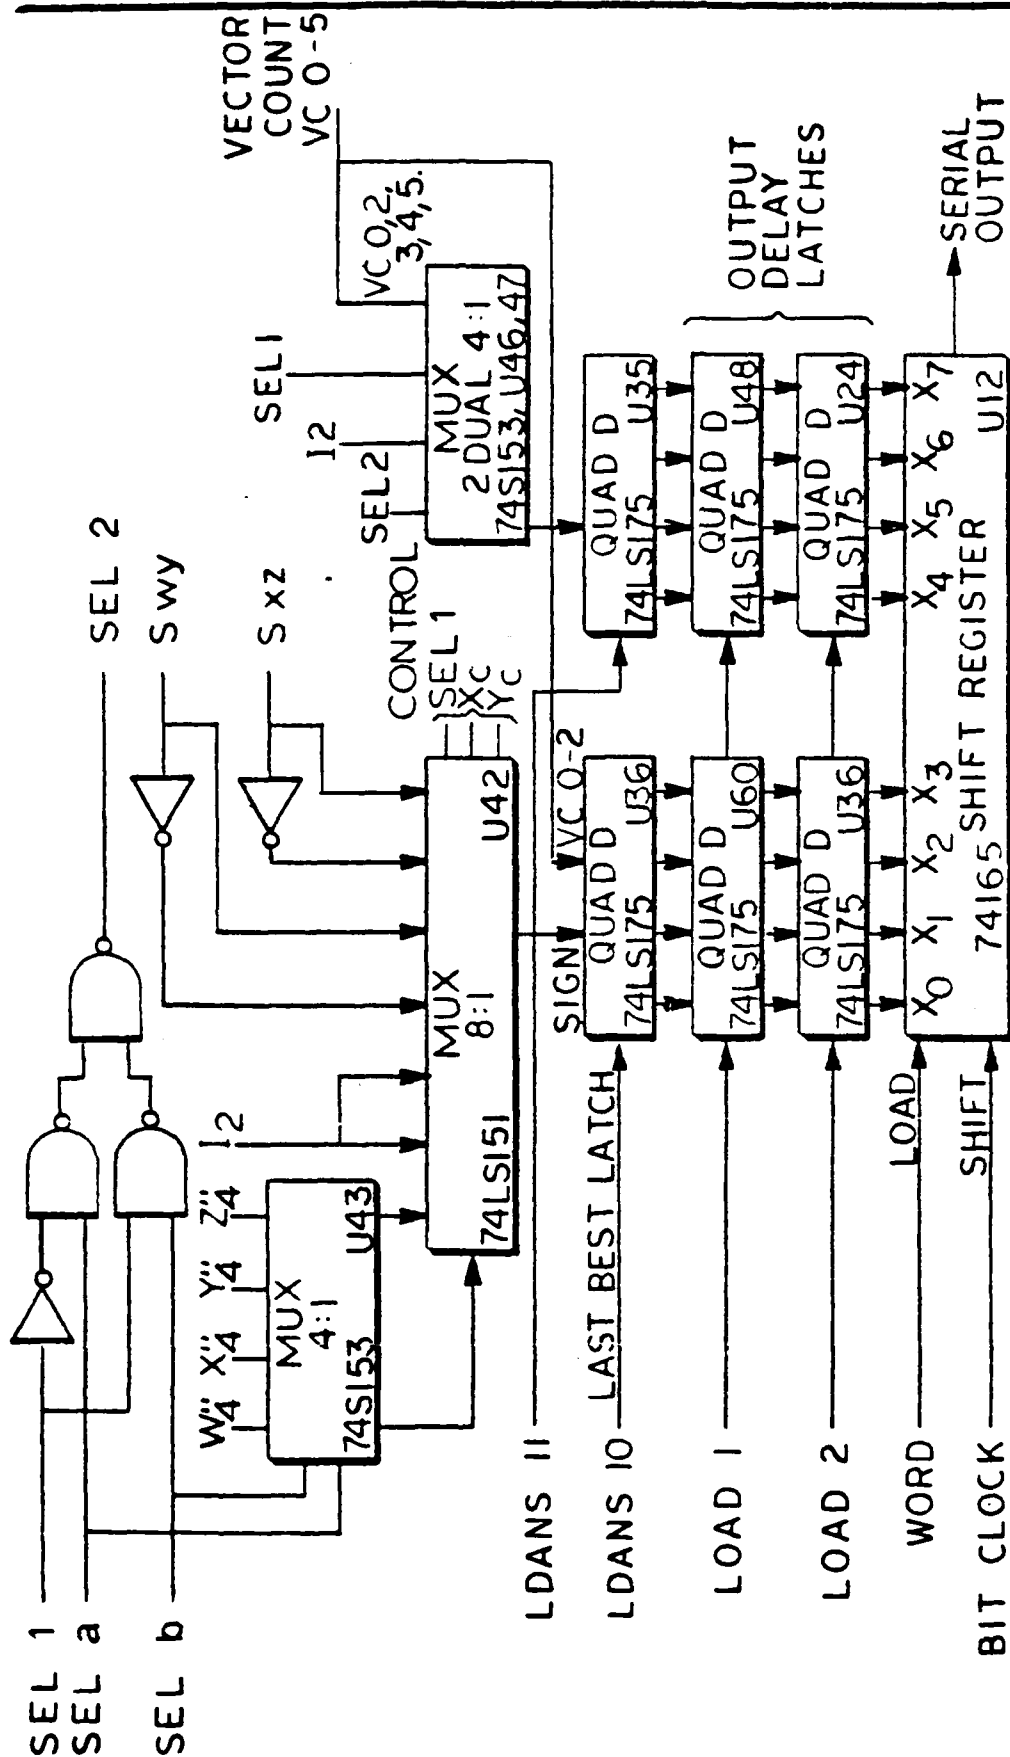 SEL 1
SEL a
SEL b
SEL 2
Swy
Sxz
W"4
X"4
Y"4
Z"4
I2
MUX
4:1
74S153
U43
MUX
8:1
74LS151
U42
CONTROL
SEL 1
Xc
Yc
SEL2
I2
SEL1
VECTOR
COUNT
VC 0-5
VC 0,2,
3,4,5.
MUX
2 DUAL 4:1
74S153, U46,47
LDANS 11
LDANS 10
LAST BEST LATCH
SIGN
VC 0-2
QUAD D
74LS175
U36
QUAD D
74LS175
U35
LOAD 1
QUAD D
74LS175
U60
QUAD D
74LS175
U48
LOAD 2
QUAD D
74LS175
U36
QUAD D
74LS175
U24
OUTPUT
DELAY
LATCHES
WORD
LOAD
BIT CLOCK
SHIFT
X0 X1 X2 X3 X4 X5 X6 X7
74165 SHIFT REGISTER
U12
SERIAL
OUTPUT